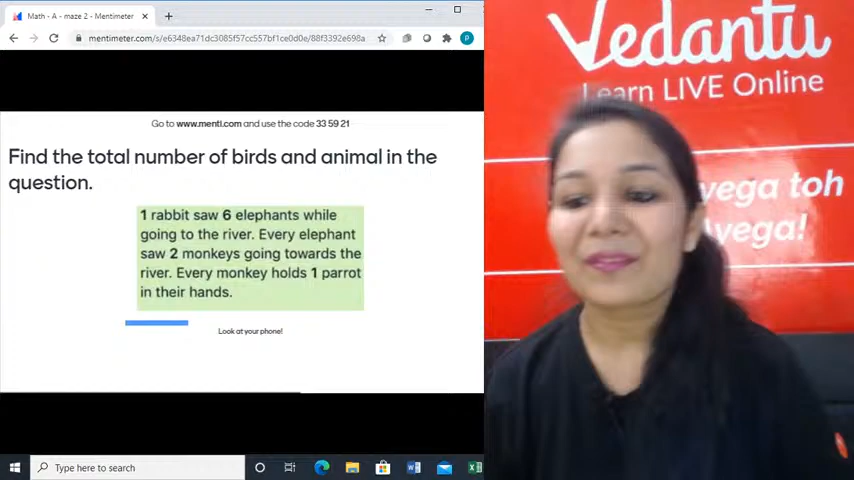 Math - A - maze 2 - Mentimeter
mentimeter.com/s/e6348ea71dc3085f57cc557bf1ce0d0e/88f3392e698a
Go to www.menti.com and use the code 33 59 21
Find the total number of birds and animal in the
question.
1 rabbit saw 6 elephants while
going to the river. Every elephant
saw 2 monkeys going towards the
river. Every monkey holds 1 parrot
in their hands.
Look at your phone!
Type here to search
Vedantu
Learn LIVE Online
toh